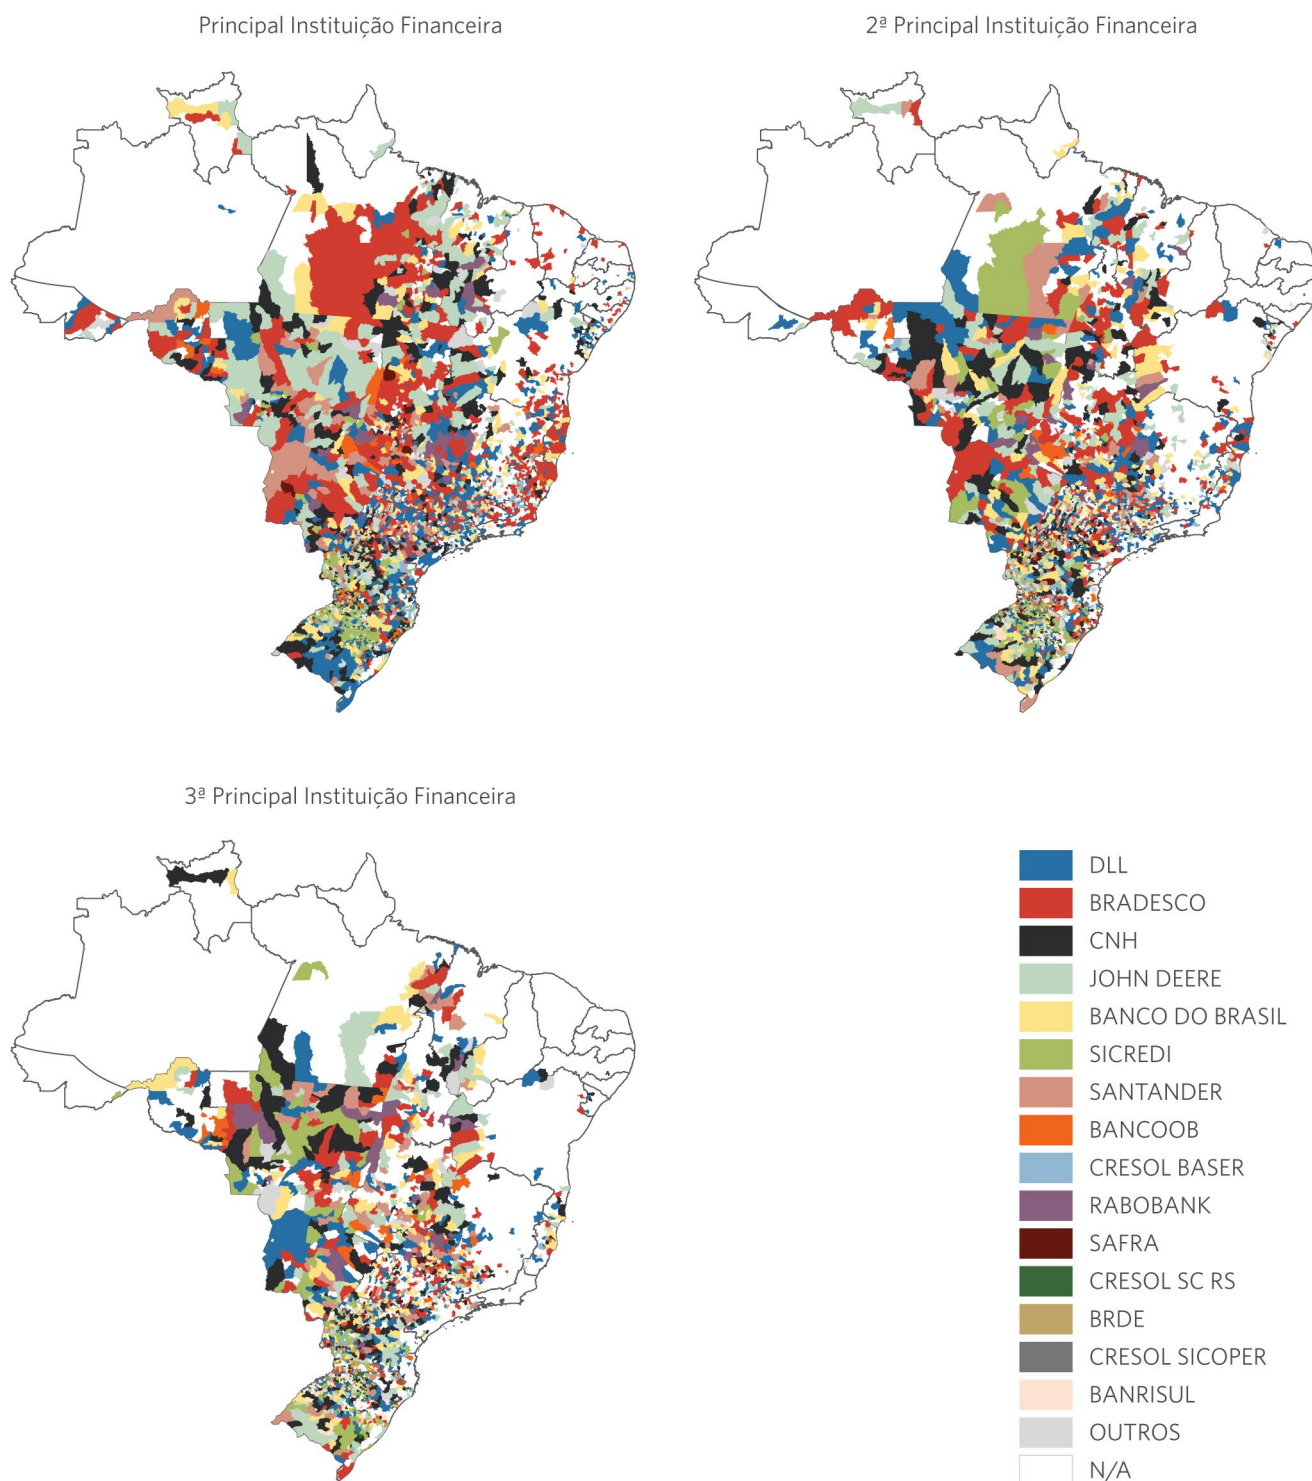 Principal Instituição Financeira
2ª Principal Instituição Financeira
3ª Principal Instituição Financeira
DLL
BRADESCO
CNH
JOHN DEERE
BANCO DO BRASIL
SICREDI
SANTANDER
BANCOOB
CRESOL BASER
RABOBANK
SAFRA
CRESOL SC RS
BRDE
CRESOL SICOPER
BANRISUL
OUTROS
N/A